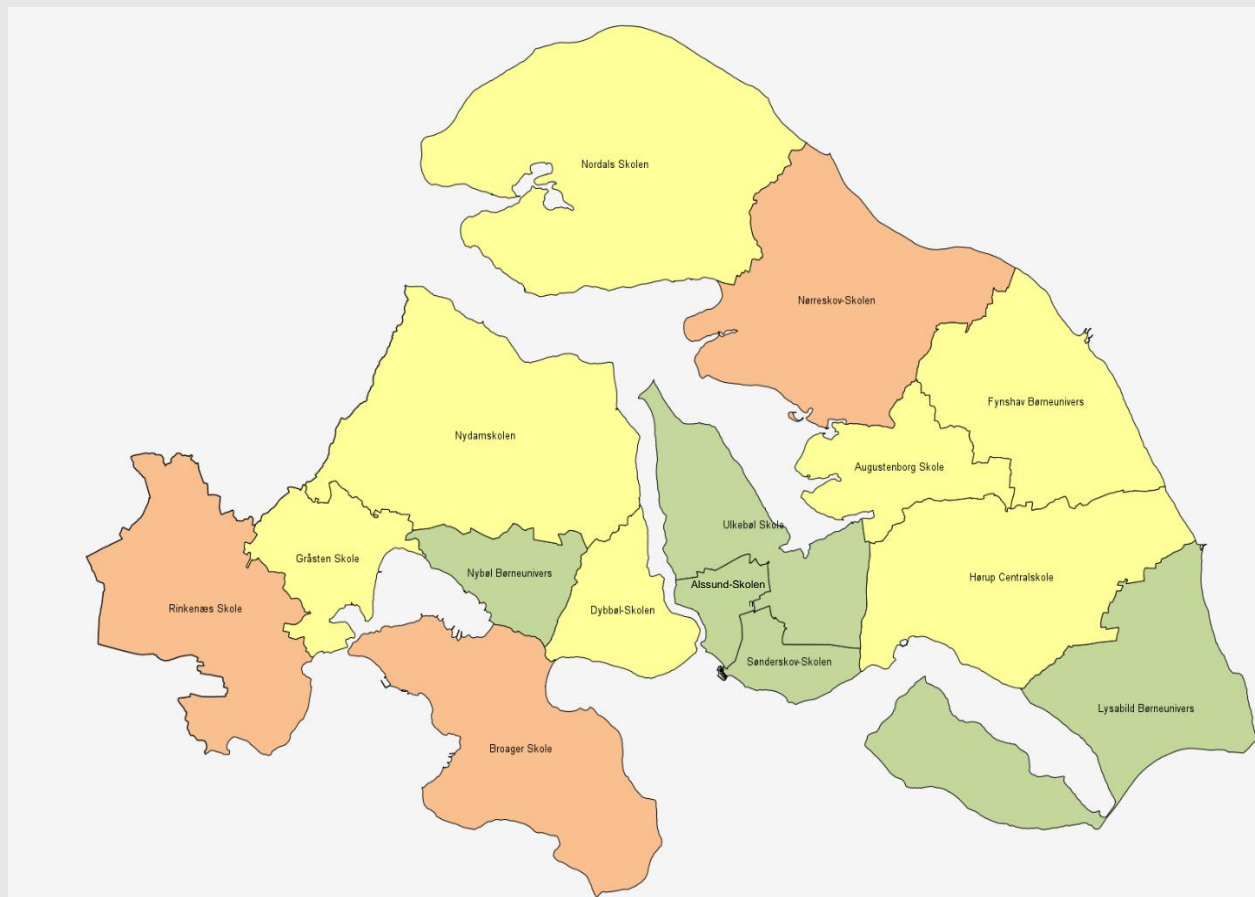 Nordals Skolen
Nørreskov-Skolen
Fynshav Børneunivers
Nydamskolen
Augustenborg Skole
Ulkebøl Skole
Gråsten Skole
Nybøl Børneunivers
Hørup Centralskole
Alssund-Skolen
Rinkenæs Skole
Dybbøl-Skolen
Sønderskov-Skolen
Lysabild Børneunivers
Broager Skole